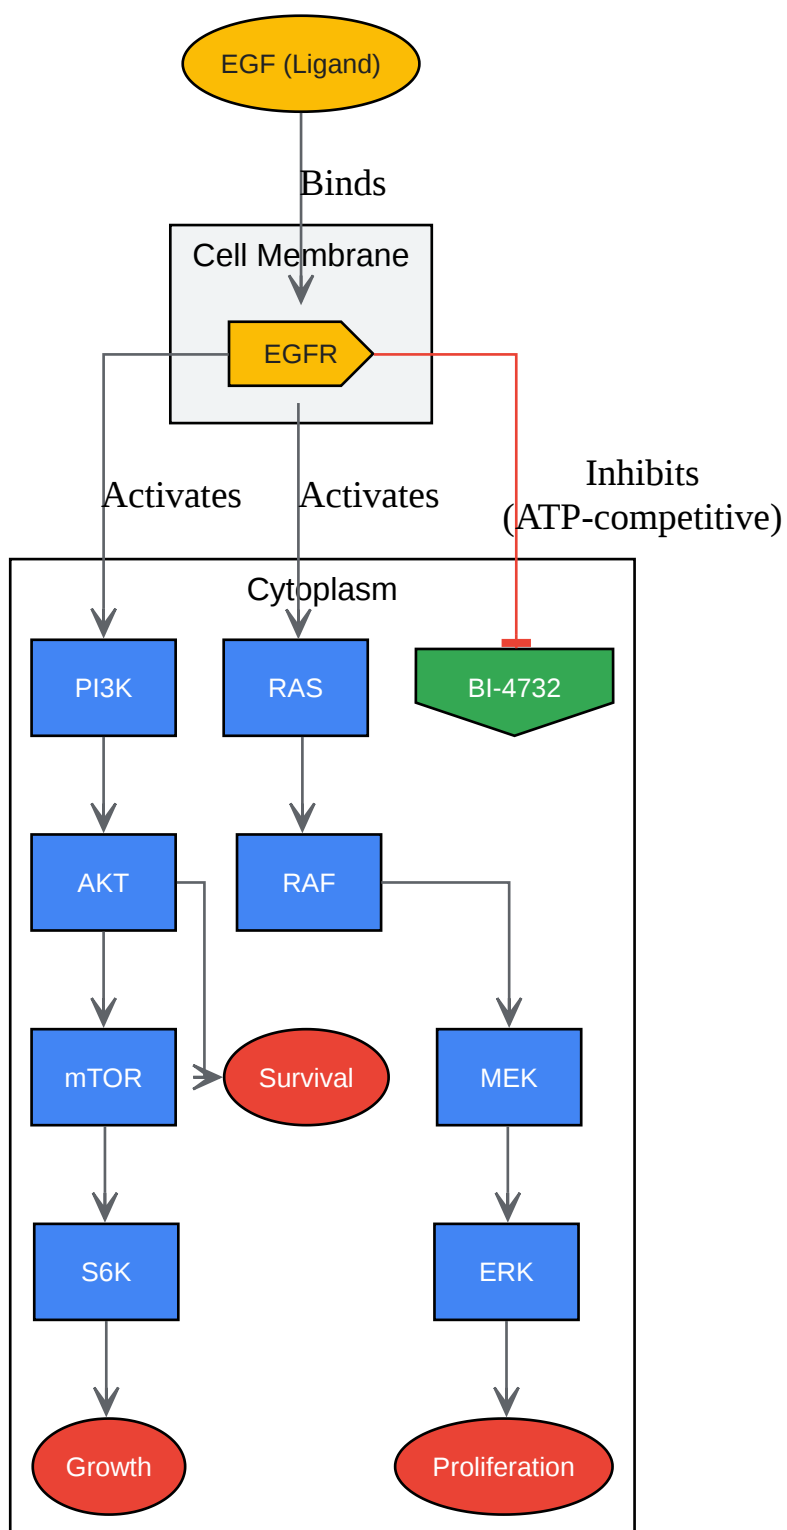 EGF (Ligand)
Binds
Cell Membrane
EGFR
Activates
Activates
Inhibits
(ATP-competitive)
Cytoplasm
PI3K
RAS
BI-4732
AKT
RAF
mTOR
Survival
MEK
S6K
ERK
Growth
Proliferation